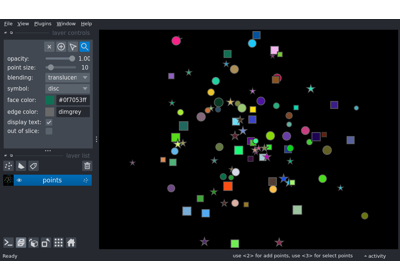 File View Plugins Window Help
layer controls
opacity: 1.00
point size: 10
blending: translucen
symbol: disc
face color: #0f7053ff
edge color: dimgrey
display text:
out of slice:
layer list
points
use <2> for add points, use <3> for select points
activity